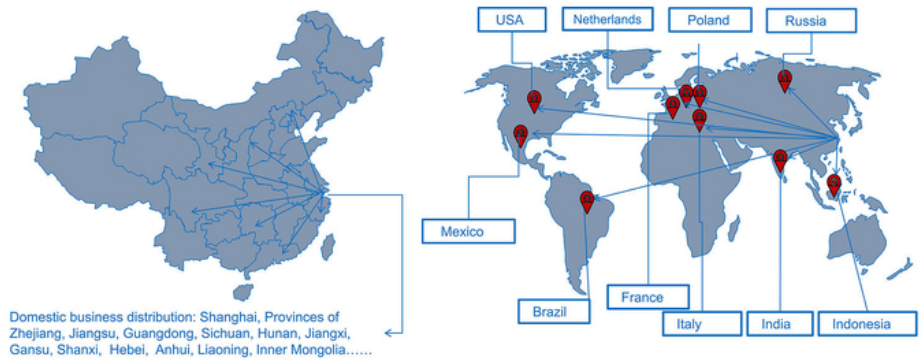 USA
Netherlands
Poland
Russia
Mexico
Brazil
France
Italy
India
Indonesia
Domestic business distribution: Shanghai, Provinces of
Zhejiang, Jiangsu, Guangdong, Sichuan, Hunan, Jiangxi,
Gansu, Shanxi, Hebei, Anhui, Liaoning, Inner Mongolia……